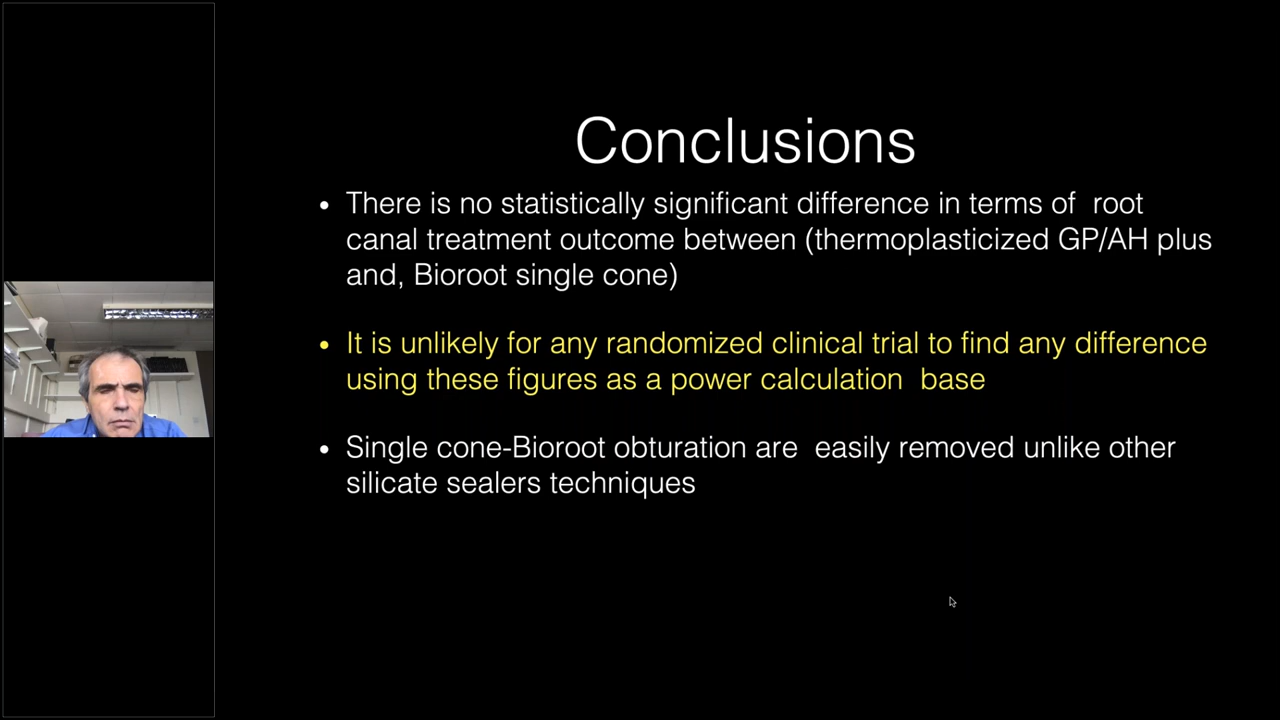 Conclusions
• There is no statistically significant difference in terms of  root
canal treatment outcome between (thermoplasticized GP/AH plus
and, Bioroot single cone)
• It is unlikely for any randomized clinical trial to find any difference
using these figures as a power calculation  base
• Single cone-Bioroot obturation are  easily removed unlike other
silicate sealers techniques